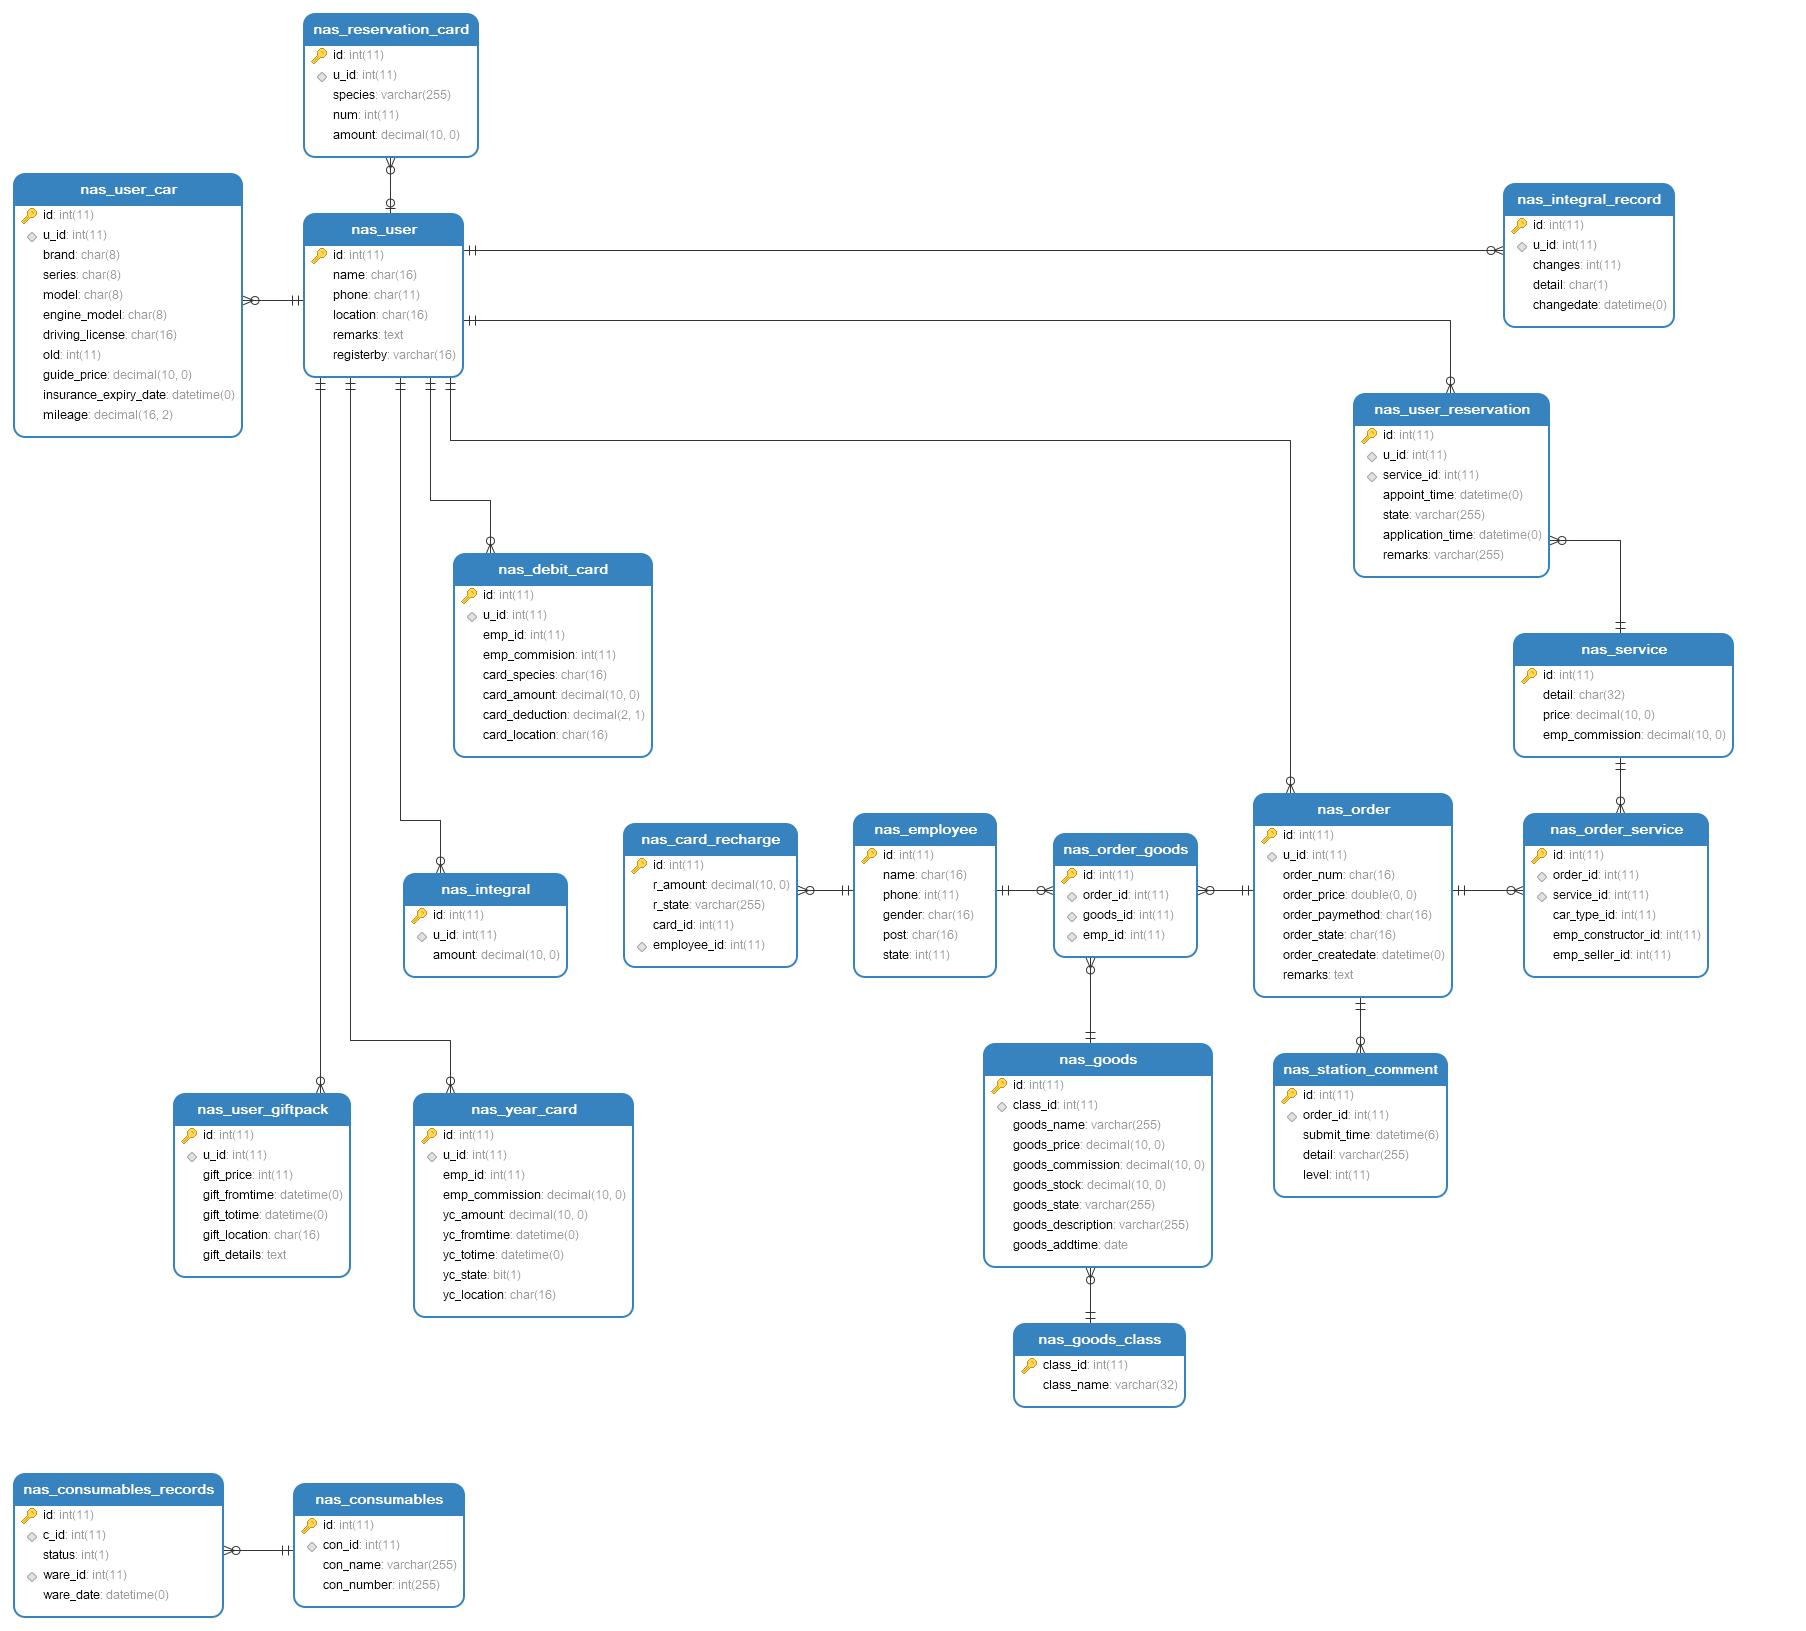 nas_reservation_card
id: int(11)
u_id: int(11)
species: varchar(255)
num: int(11)
amount: decimal(10, 0)
nas_user_car
id: int(11)
u_id: int(11)
brand: char(8)
series: char(8)
model: char(8)
engine_model: char(8)
driving_license: char(16)
old: int(11)
guide_price: decimal(10, 0)
insurance_expiry_date: datetime(0)
mileage: decimal(16, 2)
nas_user
id: int(11)
name: char(16)
phone: char(11)
location: char(16)
remarks: text
registerby: varchar(16)
nas_integral_record
id: int(11)
u_id: int(11)
changes: int(11)
detail: char(1)
changedate: datetime(0)
nas_user_reservation
id: int(11)
u_id: int(11)
service_id: int(11)
appoint_time: datetime(0)
state: varchar(255)
application_time: datetime(0)
remarks: varchar(255)
nas_debit_card
id: int(11)
u_id: int(11)
emp_id: int(11)
emp_commision: int(11)
card_species: char(16)
card_amount: decimal(10, 0)
card_deduction: decimal(2, 1)
card_location: char(16)
nas_service
id: int(11)
detail: char(32)
price: decimal(10, 0)
emp_commission: decimal(10, 0)
nas_integral
id: int(11)
u_id: int(11)
amount: decimal(10, 0)
nas_card_recharge
id: int(11)
r_amount: decimal(10, 0)
r_state: varchar(255)
card_id: int(11)
employee_id: int(11)
nas_employee
id: int(11)
name: char(16)
phone: int(11)
gender: char(16)
post: char(16)
state: int(11)
nas_order_goods
id: int(11)
order_id: int(11)
goods_id: int(11)
emp_id: int(11)
nas_order
id: int(11)
u_id: int(11)
order_num: char(16)
order_price: double(0, 0)
order_paymethod: char(16)
order_state: char(16)
order_createdate: datetime(0)
remarks: text
nas_order_service
id: int(11)
order_id: int(11)
service_id: int(11)
car_type_id: int(11)
emp_constructor_id: int(11)
emp_seller_id: int(11)
nas_user_giftpack
id: int(11)
u_id: int(11)
gift_price: int(11)
gift_fromtime: datetime(0)
gift_totime: datetime(0)
gift_location: char(16)
gift_details: text
nas_year_card
id: int(11)
u_id: int(11)
emp_id: int(11)
emp_commission: decimal(10, 0)
yc_amount: decimal(10, 0)
yc_fromtime: datetime(0)
yc_totime: datetime(0)
yc_state: bit(1)
yc_location: char(16)
nas_goods
id: int(11)
class_id: int(11)
goods_name: varchar(255)
goods_price: decimal(10, 0)
goods_commission: decimal(10, 0)
goods_stock: decimal(10, 0)
goods_state: varchar(255)
goods_description: varchar(255)
goods_addtime: date
nas_station_comment
id: int(11)
order_id: int(11)
submit_time: datetime(6)
detail: varchar(255)
level: int(11)
nas_goods_class
class_id: int(11)
class_name: varchar(32)
nas_consumables_records
id: int(11)
c_id: int(11)
status: int(1)
ware_id: int(11)
ware_date: datetime(0)
nas_consumables
id: int(11)
con_id: int(11)
con_name: varchar(255)
con_number: int(255)